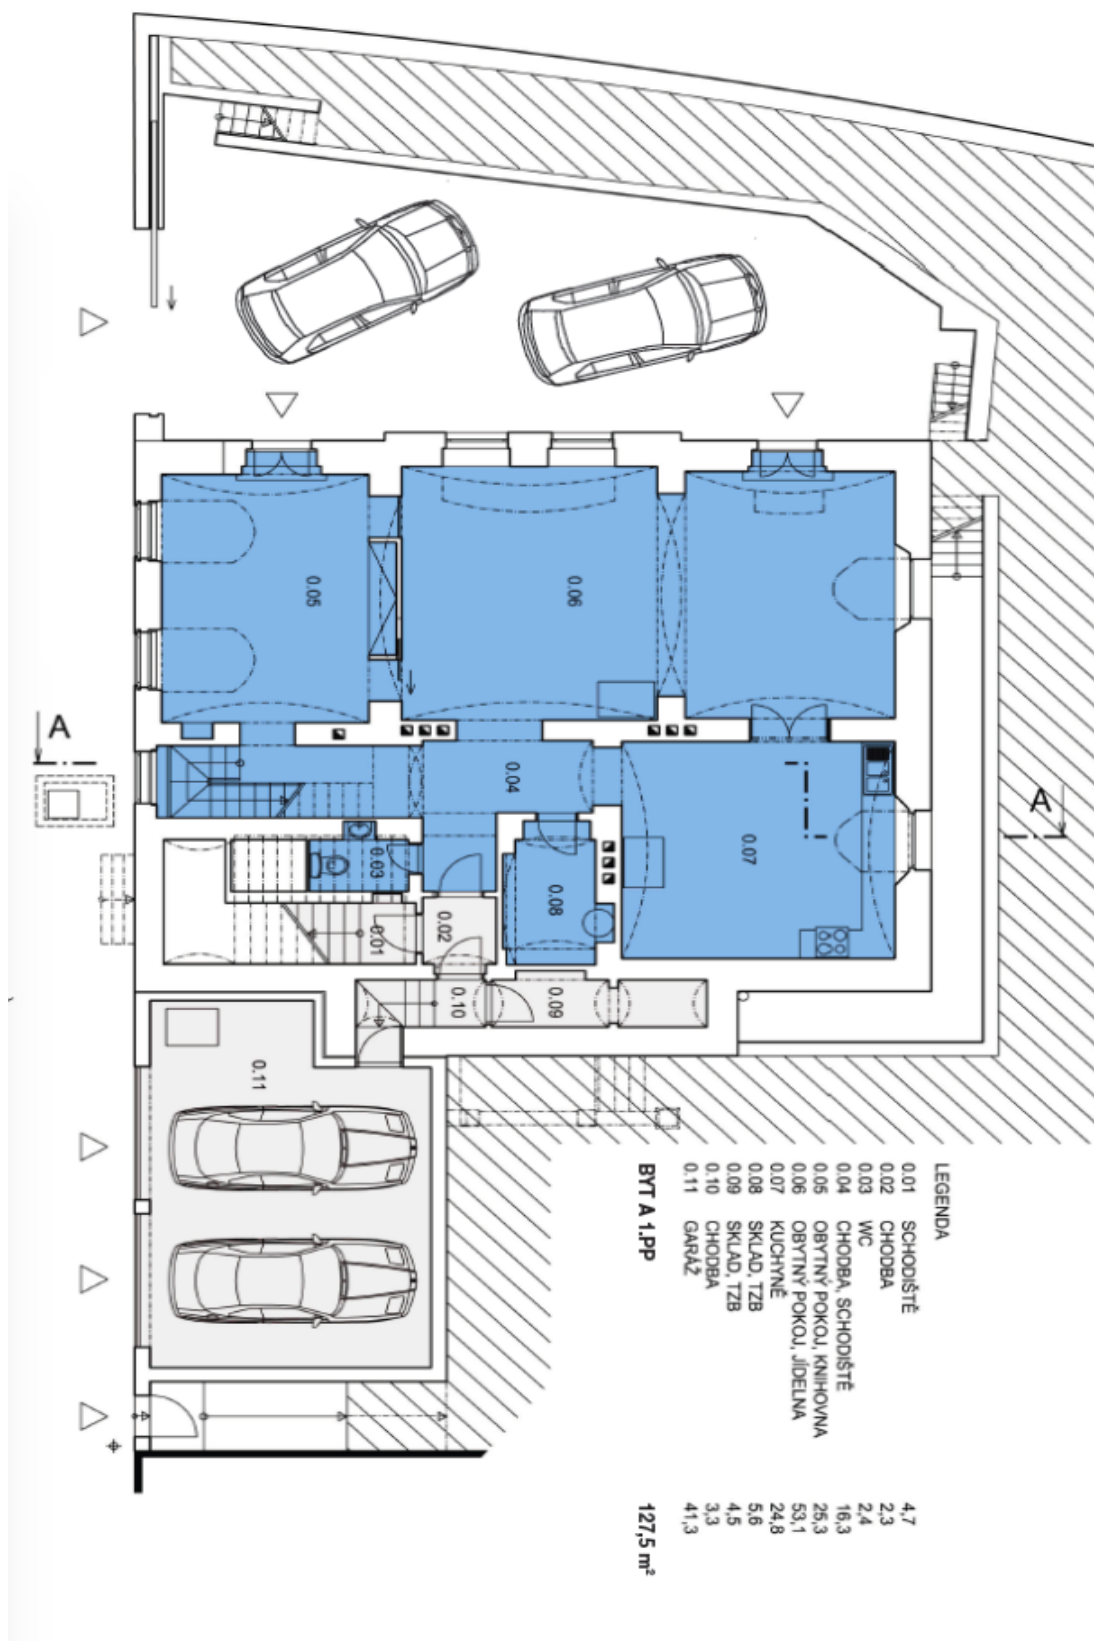 A
A
0.05
0.06
0.04
0.03
0.07
0.08
0.02
0.01
0.10
0.09
0.11
LEGENDA
0.01 SCHODIŠTĚ 4,7
0.02 CHODBA 2,3
0.03 WC 2,4
0.04 CHODBA, SCHODIŠTĚ 16,3
0.05 OBYTNÝ POKOJ, KNIHOVNA 25,3
0.06 OBYTNÝ POKOJ, JÍDELNA 53,1
0.07 KUCHYNĚ 24,8
0.08 SKLAD, TZB 5,6
0.09 SKLAD, TZB 4,5
0.10 CHODBA 3,3
0.11 GARÁŽ 41,3
BYT A 1.PP 127,5 m²